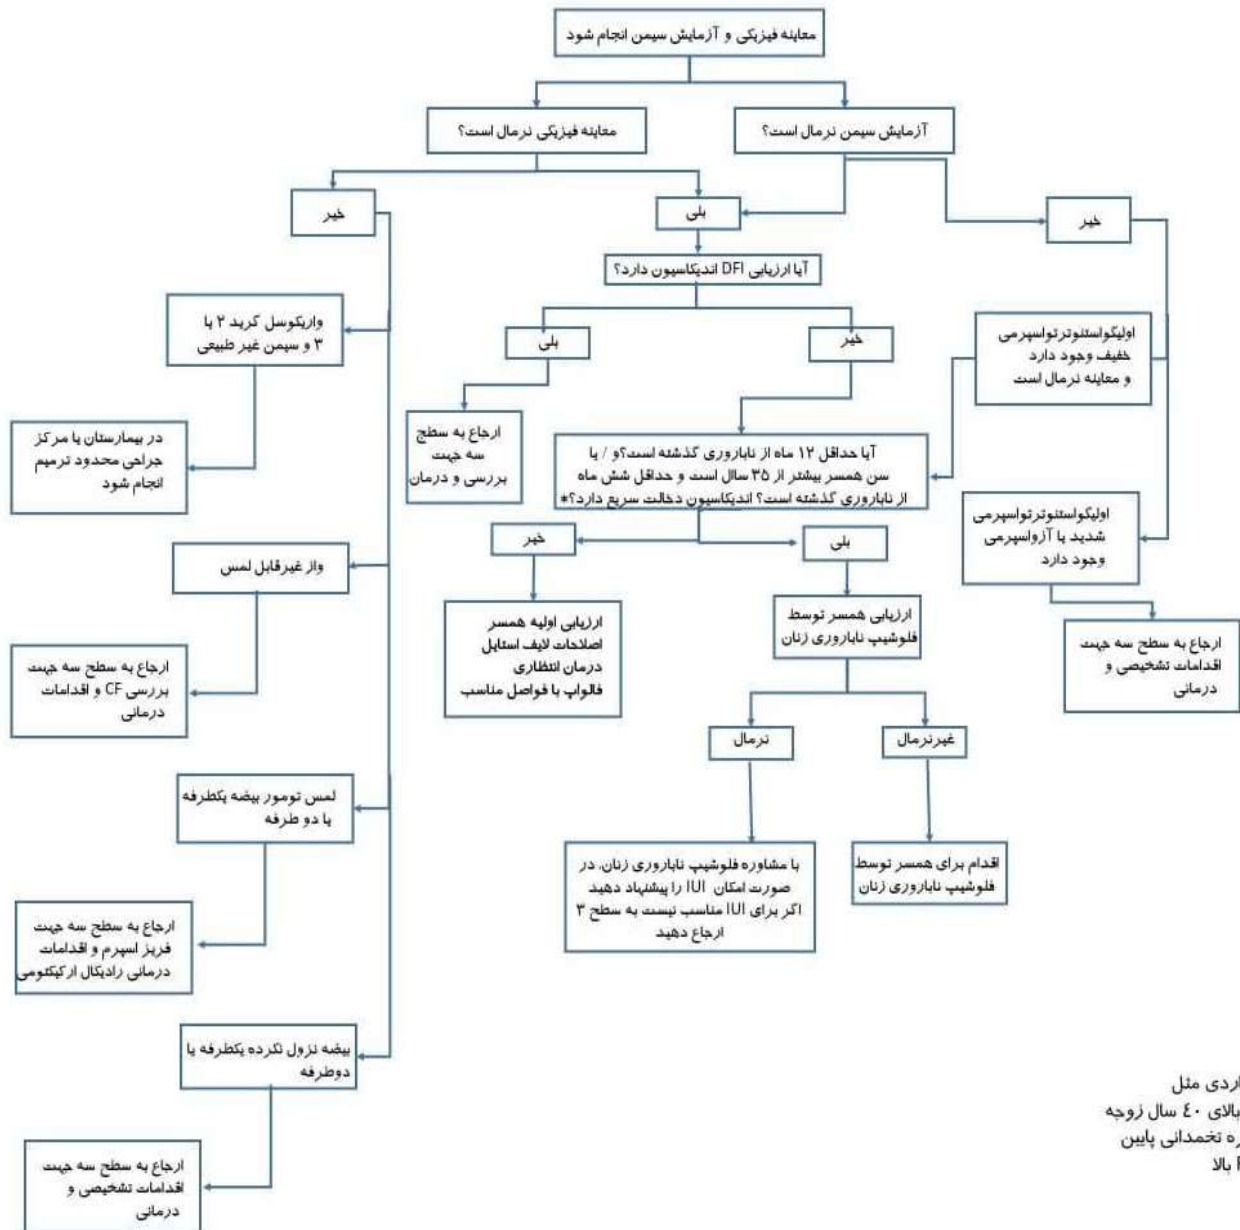 معاینه فیزیکی و آزمایش سیمن انجام شود
معاینه فیزیکی نرمال است؟
آزمایش سیمن نرمال است؟
خیر
بلی
خیر
آیا ارزیابی DFI اندیکاسیون دارد؟
بلی
خیر
واریکوسل گرید ۲ یا
۳ و سیمن غیر طبیعی
اولیگواستنوترتواسپرمی
خفیف وجود دارد
و معاینه نرمال است
ارجاع به سطح
سه جهت
بررسی و درمان
در بیمارستان یا مرکز
جراحی محدود ترمیم
انجام شود
آیا حداقل ۱۲ ماه از ناباروری گذشته است؟و / یا
سن همسر بیشتر از ۳۵ سال است و حداقل شش ماه
از ناباروری گذشته است؟ اندیکاسیون دخالت سریع دارد؟*
اولیگواستنوترتواسپرمی
شدید یا آزواسپرمی
وجود دارد
خیر
بلی
واز غیرقابل لمس
ارزیابی اولیه همسر
اصلاحات لایف استایل
درمان انتظاری
فالواپ با فواصل مناسب
ارزیابی همسر توسط
فلوشیپ ناباروری زنان
ارجاع به سطح سه جهت
اقدامات تشخیصی و
درمانی
ارجاع به سطح سه جهت
بررسی CF و اقدامات
درمانی
نرمال
غیرنرمال
لمس تومور بیضه یکطرفه
یا دو طرفه
با مشاوره فلوشیپ ناباروری زنان، در
صورت امکان IUI را پیشنهاد دهید
اگر برای IUI مناسب نیست به سطح ۳
ارجاع دهید
اقدام برای همسر توسط
فلوشیپ ناباروری زنان
ارجاع به سطح سه جهت
فریز اسپرم و اقدامات
درمانی رادیکال ارکیکتومی
بیضه نزول نکرده یکطرفه یا
دوطرفه
ارجاع به سطح سه جهت
اقدامات تشخیصی و
درمانی
مثل
بالای ٤٠ سال زوجه
تخمدانی پایین
بالا